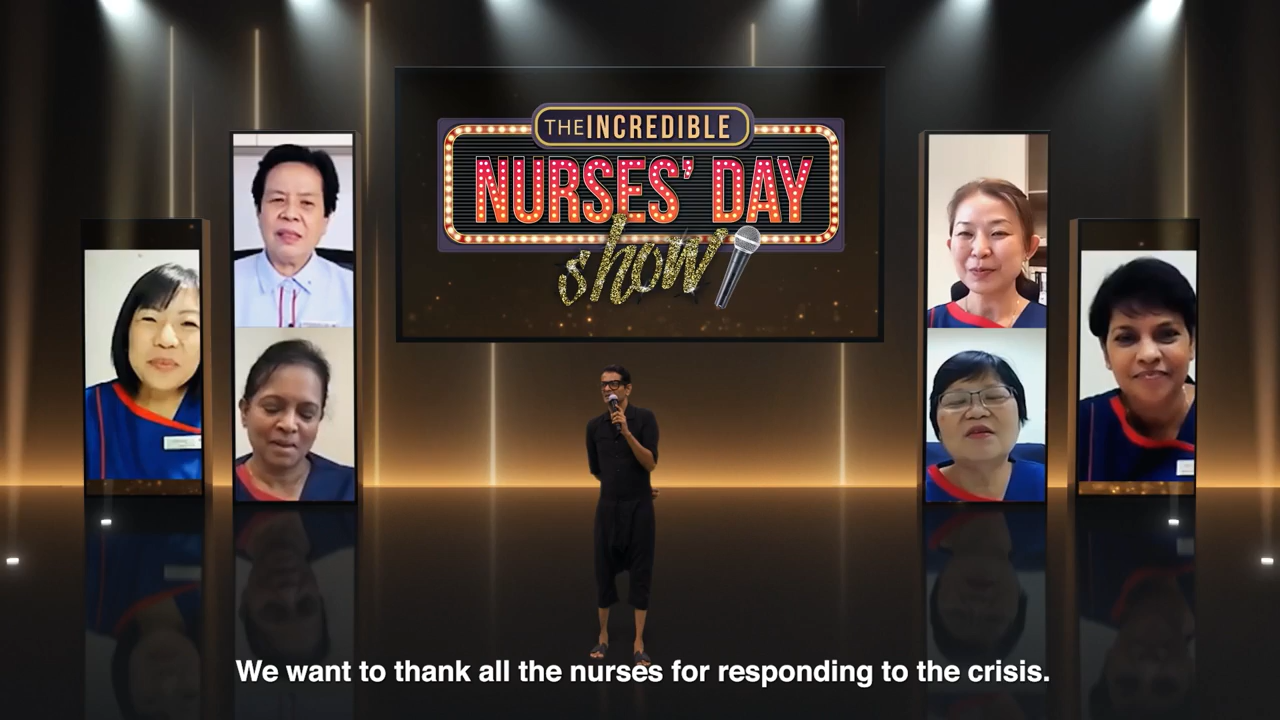 THE INCREDIBLE
NURSES' DAY
show
We want to thank all the nurses for responding to the crisis.